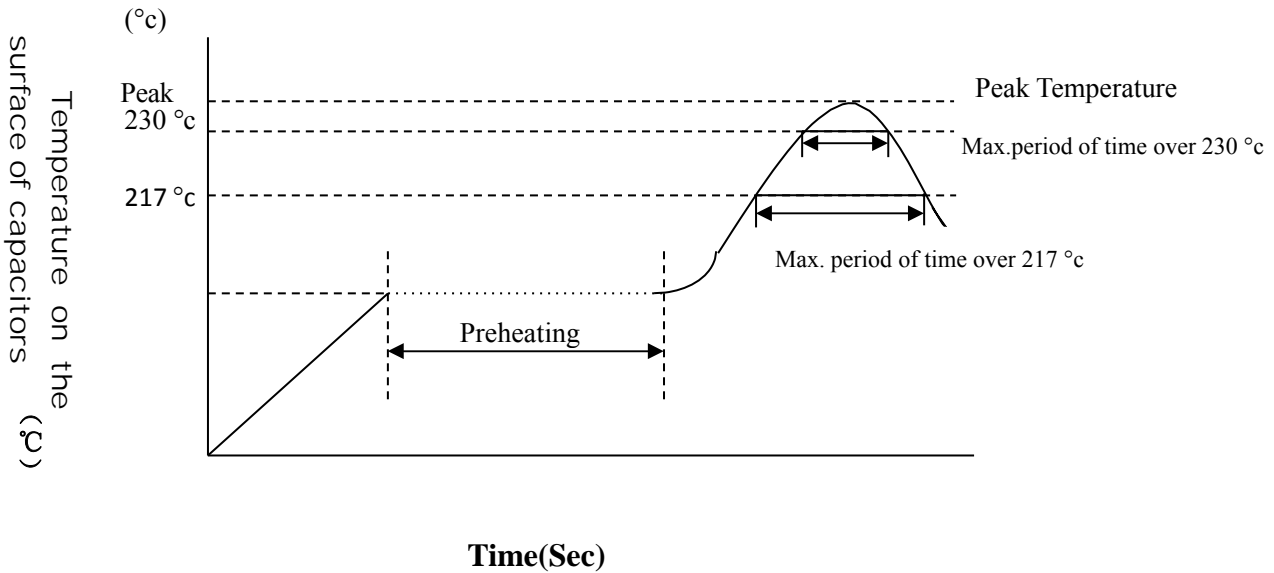 (°c)
Temperature on the
surface of capacitors (℃)
Peak
230 °c
217 °c
Peak Temperature
Max.period of time over 230 °c
Max. period of time over 217 °c
Preheating
Time(Sec)